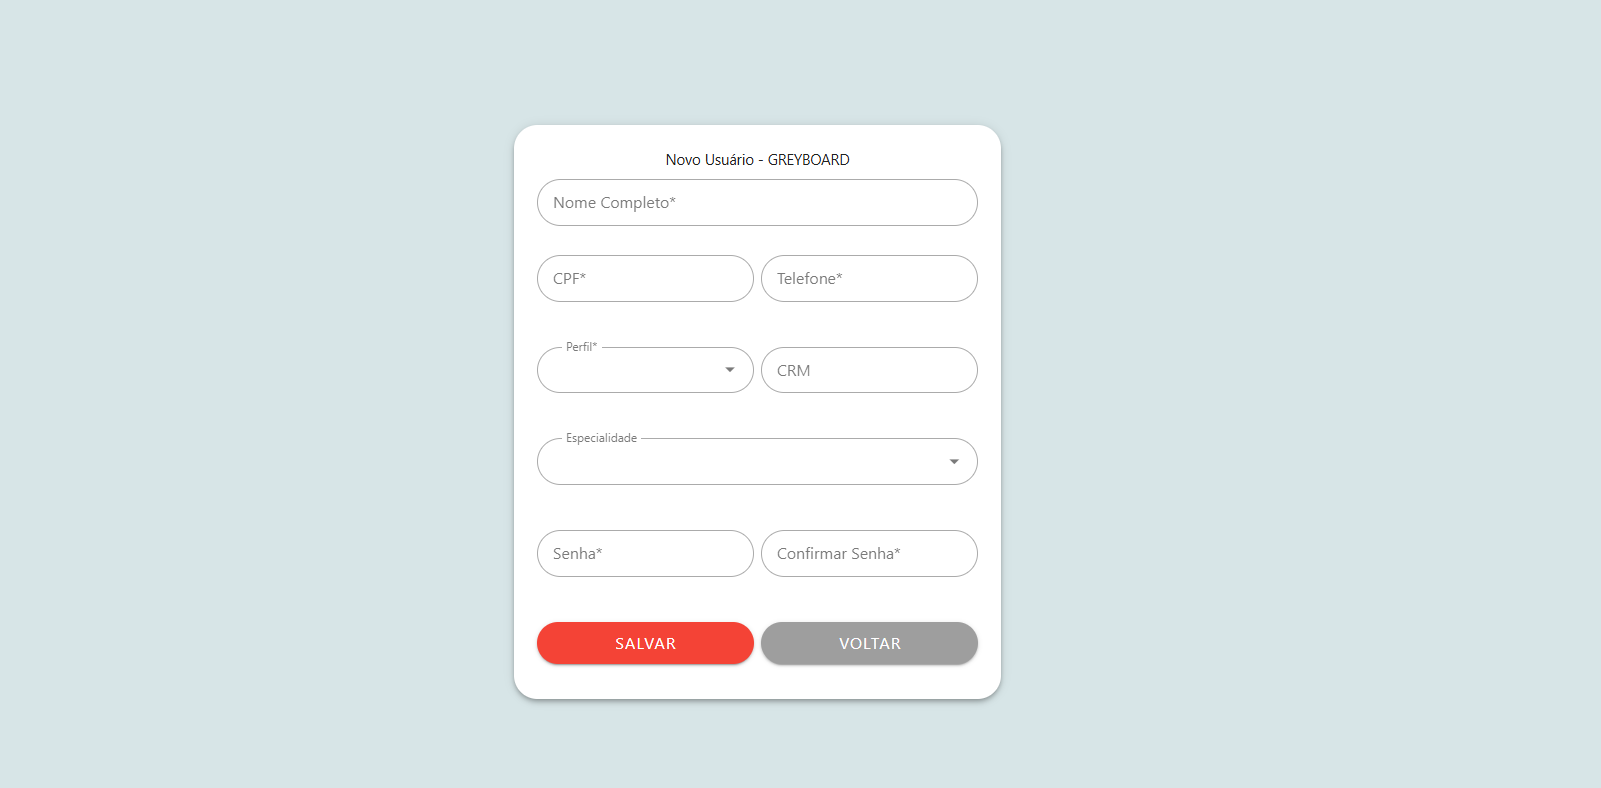 Novo Usuário - GREYBOARD
Nome Completo*
CPF* Telefone*
Perfil*
CRM
Especialidade
Senha* Confirmar Senha*
SALVAR VOLTAR